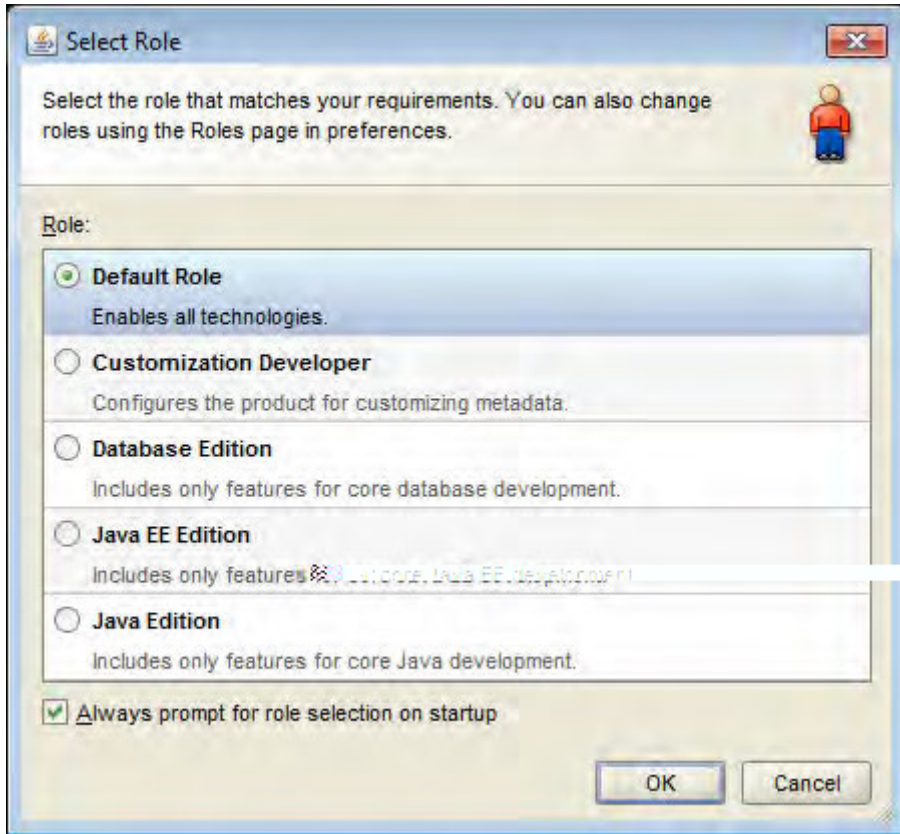 Select Role
Select the role that matches your requirements. You can also change
roles using the Roles page in preferences.
Role:
Default Role
Enables all technologies.
Customization Developer
Configures the product for customizing metadata.
Database Edition
Includes only features for core database development.
Java EE Edition
Includes only features
Java Edition
Includes only features for core Java development.
Always prompt for role selection on startup
OK
Cancel